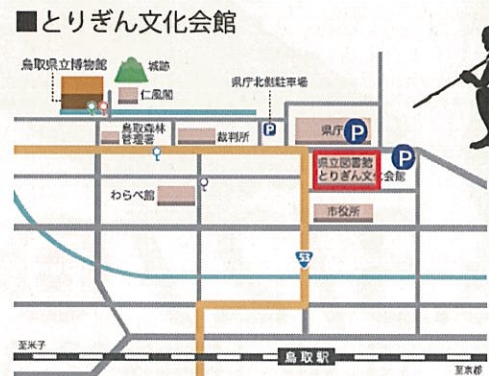 ■とりぎん文化会館
鳥取県立博物館
城跡
仁風閣
県庁北側駐車場
P
鳥取森林
管理署
裁判所
県庁
P
P
県立図書館
とりぎん文化会館
わらべ館
市役所
53
至米子
鳥取駅
至京都